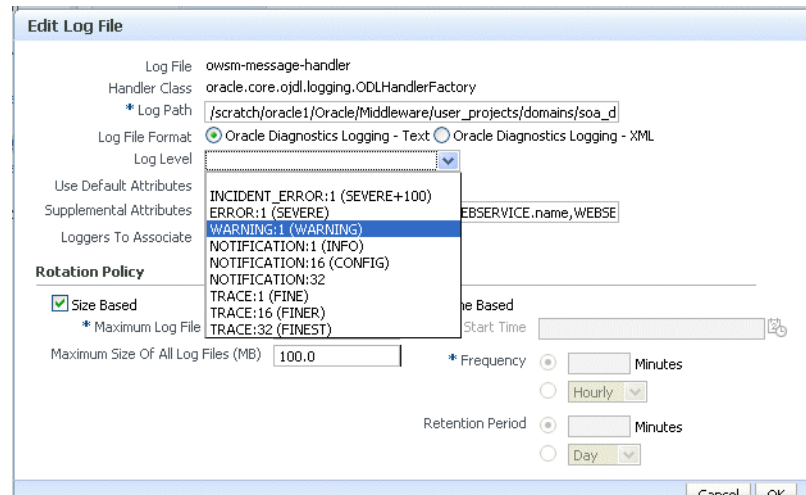 Edit Log File
Log File owsm-message-handler
Handler Class oracle.core.ojdl.logging.ODLHandlerFactory
* Log Path /scratch/oracle1/Oracle/Middleware/user_projects/domains/soa_d
Log File Format Oracle Diagnostics Logging - Text Oracle Diagnostics Logging - XML
Log Level
Use Default Attributes
INCIDENT_ERROR:1 (SEVERE+100)
Supplemental Attributes ERROR:1 (SEVERE) EBSERVICE.name,WEBSE
WARNING:1 (WARNING)
Loggers To Associate NOTIFICATION:1 (INFO)
NOTIFICATION:16 (CONFIG)
Rotation Policy NOTIFICATION:32
TRACE:1 (FINE)
Size Based TRACE:16 (FINER) Based
* Maximum Log File TRACE:32 (FINEST) Start Time
Maximum Size Of All Log Files (MB) 100.0 * Frequency Minutes
Hourly
Retention Period Minutes
Day
Cancel OK